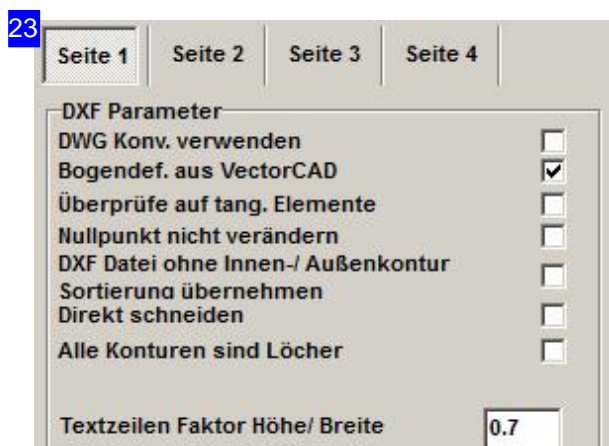 23
Seite 1 Seite 2 Seite 3 Seite 4
DXF Parameter
DWG Konv. verwenden
Bogendef. aus VectorCAD
Überprüfe auf tang. Elemente
Nullpunkt nicht verändern
DXF Datei ohne Innen-/ Außenkontur
Sortierung übernehmen
Direkt schneiden
Alle Konturen sind Löcher
Textzeilen Faktor Höhe/ Breite 0.7